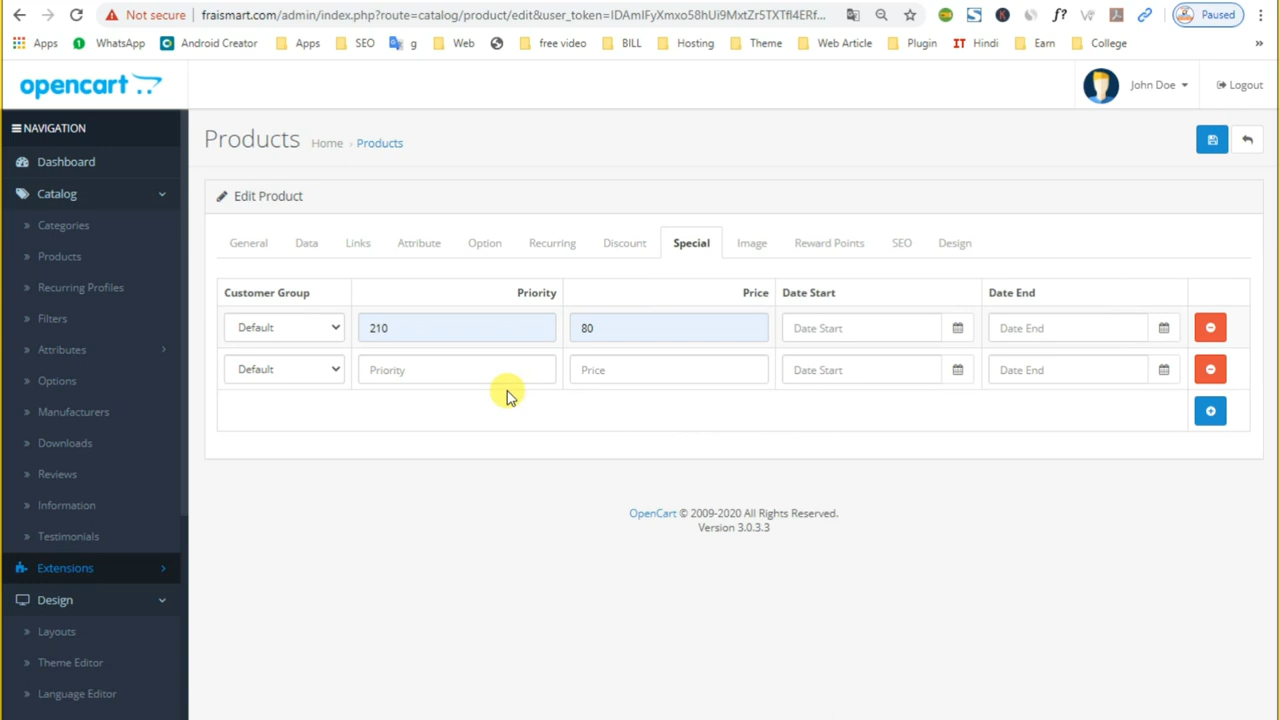 Not secure fraismart.com/admin/index.php?route=catalog/product/edit&user_token=
Apps WhatsApp Android Creator Apps SEO g Web free video BILL Hosting Theme Web Article Plugin IT Hindi Earn College »
Paused
opencart
John Doe Logout
NAVIGATION
Products Home › Products
Dashboard
Catalog
Edit Product
» Categories
General Data Links Attribute Option Recurring Discount Special Image Reward Points SEO Design
» Products
» Recurring Profiles
Customer Group Priority Price Date Start Date End
» Filters
Default 210 80 Date Start Date End
» Attributes
Default Priority Price Date Start Date End
» Options
» Manufacturers
» Downloads
» Reviews
» Information
OpenCart © 2009-2020 All Rights Reserved.
Version 3.0.3.3
» Testimonials
Extensions
Design
» Layouts
» Theme Editor
» Language Editor